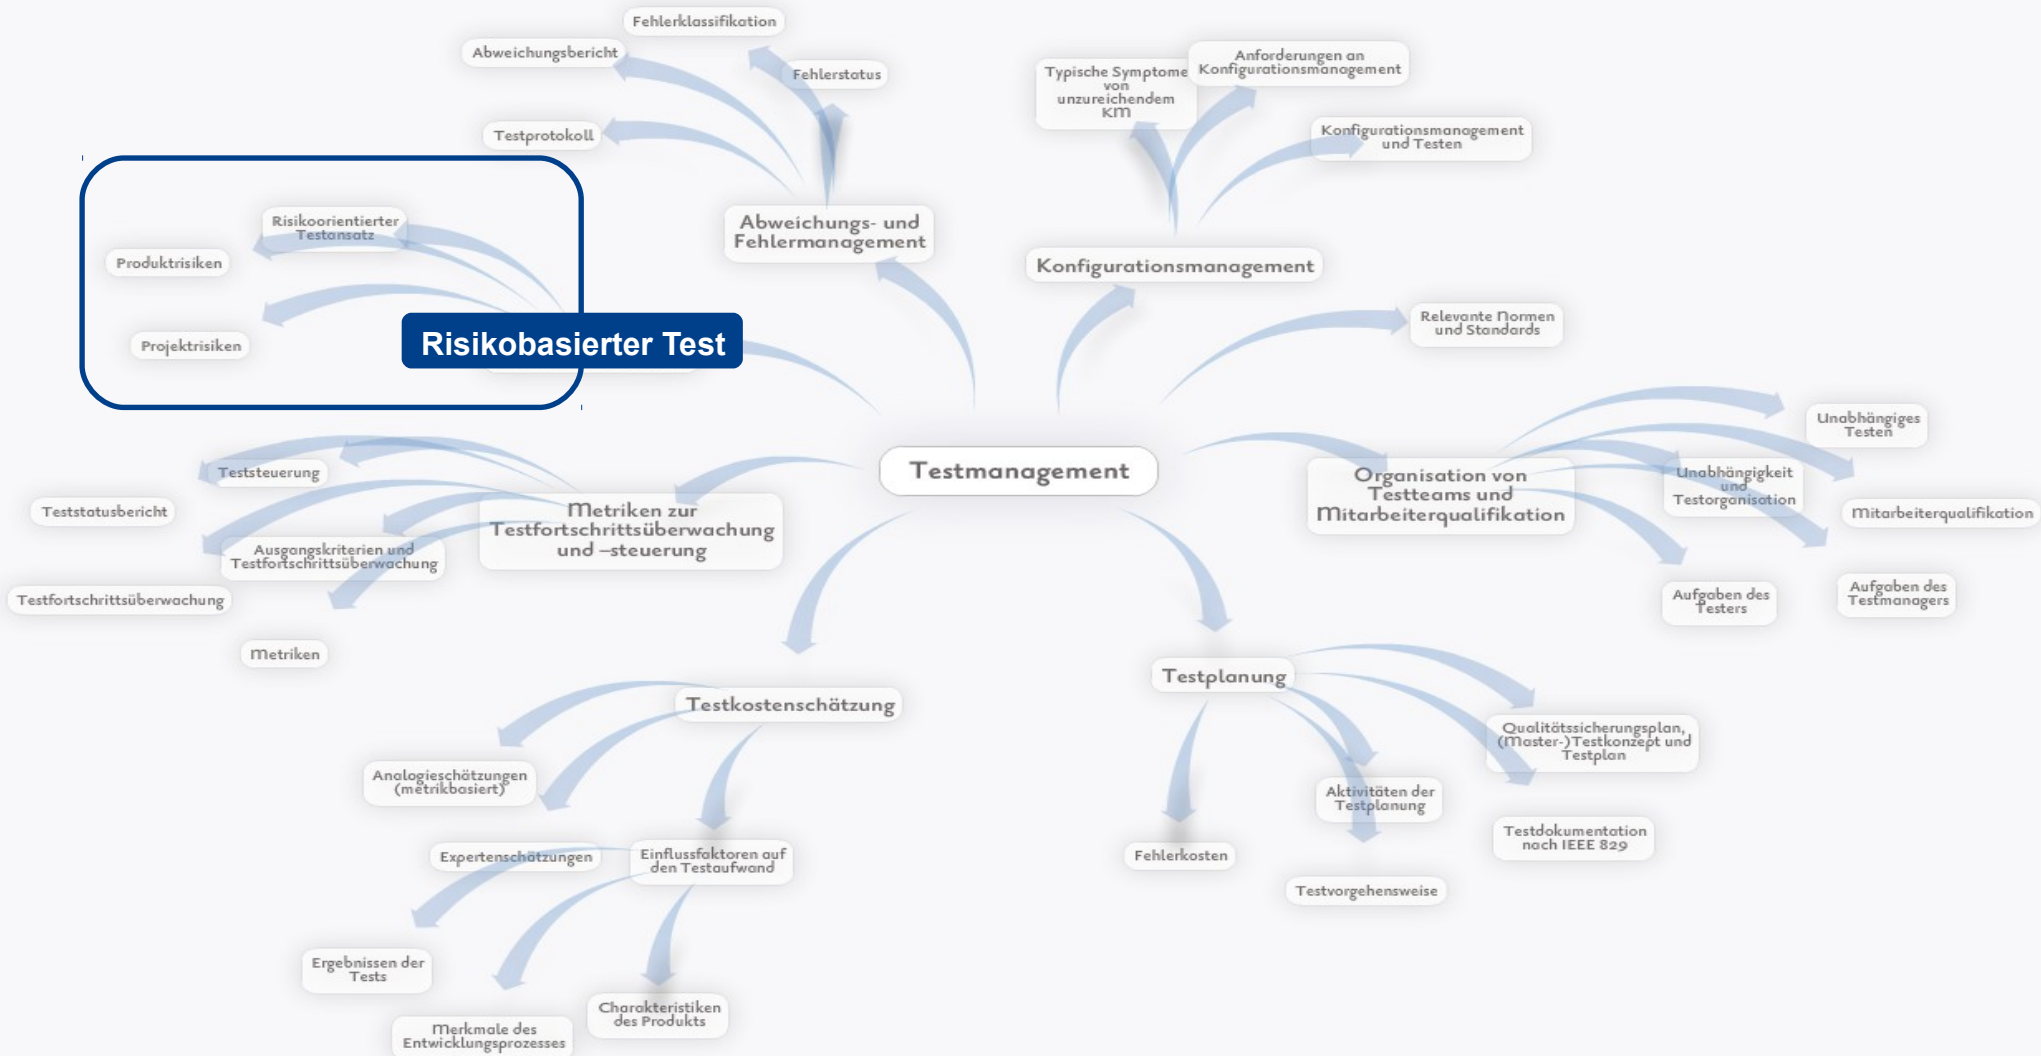 Fehlerklassifikation
Abweichungsbericht
Fehlerstatus
Testprotokoll
Abweichungs- und
Fehlermanagement
Typische Symptome
von
unzureichendem
KM
Anforderungen an
Konfigurationsmanagement
Konfigurationsmanagement
und Testen
Konfigurationsmanagement
Relevante Normen
und Standards
Risikoorientierter
Testansatz
Produktrisiken
Projektrisiken
Risikobasierter Test
Testmanagement
Teststeuerung
Teststatusbericht
Metriken zur
Testfortschrittsüberwachung
und –steuerung
Ausgangskriterien und
Testfortschrittsüberwachung
Testfortschrittsüberwachung
Metriken
Organisation von
Testteams und
Mitarbeiterqualifikation
Unabhängiges
Testen
Unabhängigkeit
und
Testorganisation
Mitarbeiterqualifikation
Aufgaben des
Testers
Aufgaben des
Testmanagers
Testkostenschätzung
Analogieschätzungen
(metrikbasiert)
Expertenschätzungen
Einflussfaktoren auf
den Testaufwand
Ergebnissen der
Tests
Merkmale des
Entwicklungsprozesses
Charakteristiken
des Produkts
Testplanung
Qualitätssicherungsplan,
(Master-)Testkonzept und
Testplan
Aktivitäten der
Testplanung
Testdokumentation
nach IEEE 829
Fehlerkosten
Testvorgehensweise